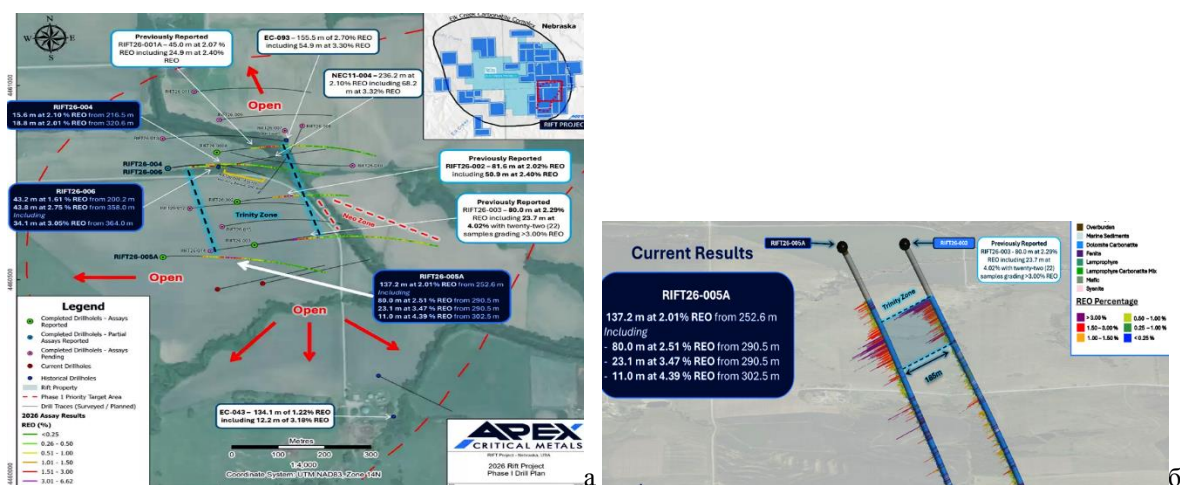 N
W
E
S
Previously Reported
RIFT26-001A – 45.0 m at 2.07 %
REO including 24.9 m at 2.40%
REO
EC-093 – 155.5 m of 2.70% REO
including 54.9 m at 3.30% REO
NEC11-004 – 236.2 m at
2.10% REO including 68.2
m at 3.32% REO
Elk Creek Carbonatite Complex
Nebraska
RIFT PROJECT
Open
RIFT26-004
15.6 m at 2.10 % REO from 216.5 m
18.8 m at 2.01 % REO from 320.6 m
RIFT26-004
RIFT26-006
Previously Reported
RIFT26-002 – 81.6 m at 2.02% REO
including 50.9 m at 2.40% REO
RIFT26-006
43.2 m at 1.61 % REO from 200.2 m
43.8 m at 2.75 % REO from 358.0 m
Including
34.1 m at 3.05% REO from 364.0 m
Trinity Zone
Neo Zone
Previously Reported
RIFT26-003 – 80.0 m at 2.29%
REO including 23.7 m at
4.02% with twenty-two (22)
samples grading >3.00% REO
RIFT26-005A
Open
RIFT26-005A
137.2 m at 2.01% REO from 252.6 m
Including
80.0 m at 2.51 % REO from 290.5 m
23.1 m at 3.47 % REO from 290.5 m
11.0 m at 4.39 % REO from 302.5 m
Open
Legend
Completed Drillholes - Assays
Reported
Completed Drillholes - Partial
Assays Reported
Completed Drillholes - Assays
Pending
Current Drillholes
Historical Drillholes
Rift Property
Phase 1 Priority Target Area
Drill Traces (Surveyed / Planned)
2026 Assay Results
REO (%)
<0.25
0.26 - 0.50
0.51 - 1.00
1.01 - 1.50
1.51 - 3.00
3.01 - 6.62
EC-043 – 134.1 m of 1.22% REO
including 12.2 m of 3.18% REO
Metres
0 100 200 300
1:4,000
Coordinate System: UTM NAD83, Zone 14N
APEX
CRITICAL METALS
Rift Project - Nebraska, USA
2026 Rift Project
Phase I Drill Plan
а
Current Results
RIFT26-005A
137.2 m at 2.01% REO from 252.6 m
Including
- 80.0 m at 2.51 % REO from 290.5 m
- 23.1 m at 3.47 % REO from 290.5 m
- 11.0 m at 4.39 % REO from 302.5 m
RIFT26-005A
RIFT26-003
Previously Reported
RIFT26-003 - 80.0 m at 2.29%
REO including 23.7 m at
4.02% with twenty-two (22)
samples grading >3.00% REO
Trinity Zone
185m
Overburden
Marine Sediments
Dolomite Carbonatite
Fenite
Lamprophyre
Lamprophyre Carbonatite Mix
Mafic
Syenite
REO Percentage
> 3.00 %
0.50 – 1.00 %
1.50 – 3.00 %
0.25 – 1.00 %
1.00 – 1.50 %
< 0.25 %
б